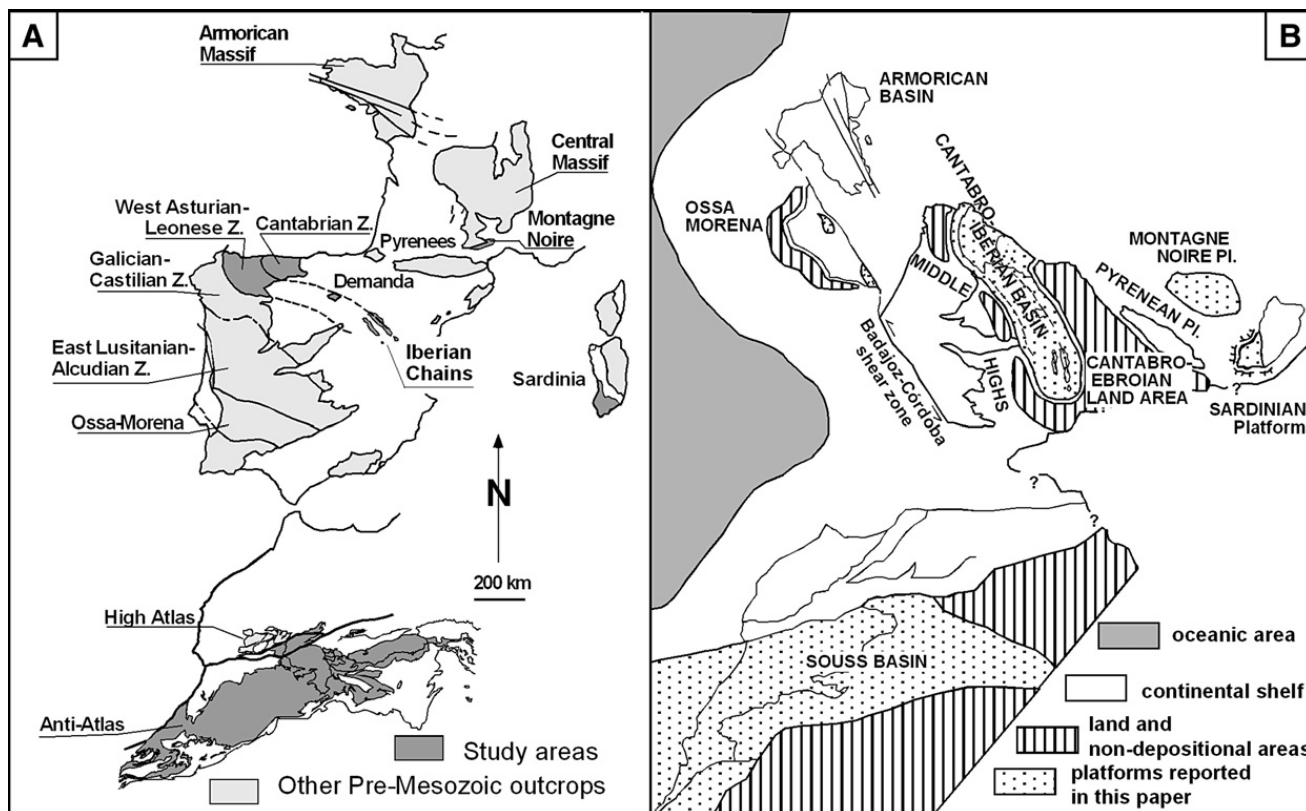 A
Armorican
Massif
Central
Massif
West Asturian-
Leonese Z.
Cantabrian Z.
Montagne
Noire
Pyrenees
Galician-
Castilian Z.
Demanda
East Lusitanian-
Alcudian Z.
Iberian
Chains
Sardinia
Ossa-Morena
N
200 km
High Atlas
Anti-Atlas
Study areas
Other Pre-Mesozoic outcrops
B
ARMORICAN
BASIN
CANTABRO-
IBERIAN BASIN
OSSA
MORENA
MONTAGNE
NOIRE Pl.
MIDDLE
HIGHS
PYRENEAN Pl.
Badajoz-Córdoba
shear zone
CANTABRO-
EBROIAN
LAND AREA
SARDINIAN
Platform
?
?
SOUSS BASIN
oceanic area
continental shelf
land and
non-depositional areas
platforms reported
in this paper